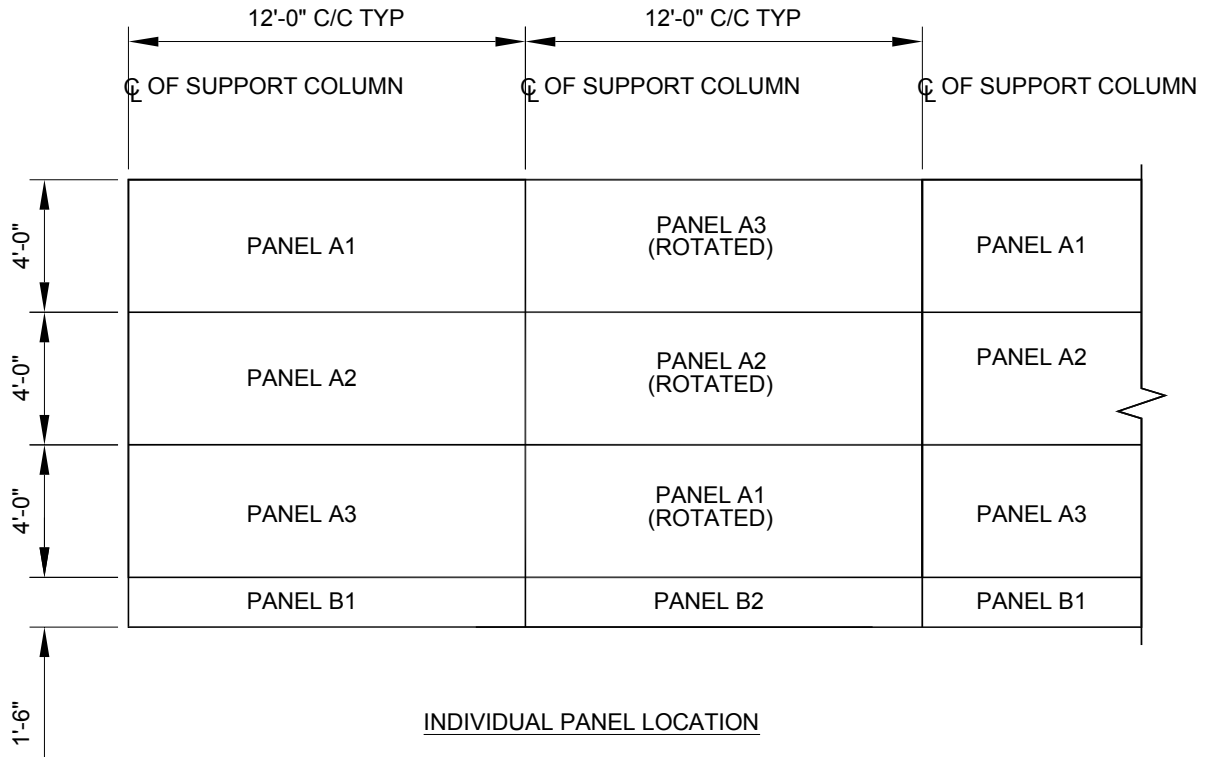 12'-0" C/C TYP
12'-0" C/C TYP
℄ OF SUPPORT COLUMN
℄ OF SUPPORT COLUMN
℄ OF SUPPORT COLUMN
4'-0"
PANEL A1
PANEL A3
(ROTATED)
PANEL A1
4'-0"
PANEL A2
PANEL A2
(ROTATED)
PANEL A2
4'-0"
PANEL A3
PANEL A1
(ROTATED)
PANEL A3
PANEL B1
PANEL B2
PANEL B1
1'-6"
INDIVIDUAL PANEL LOCATION